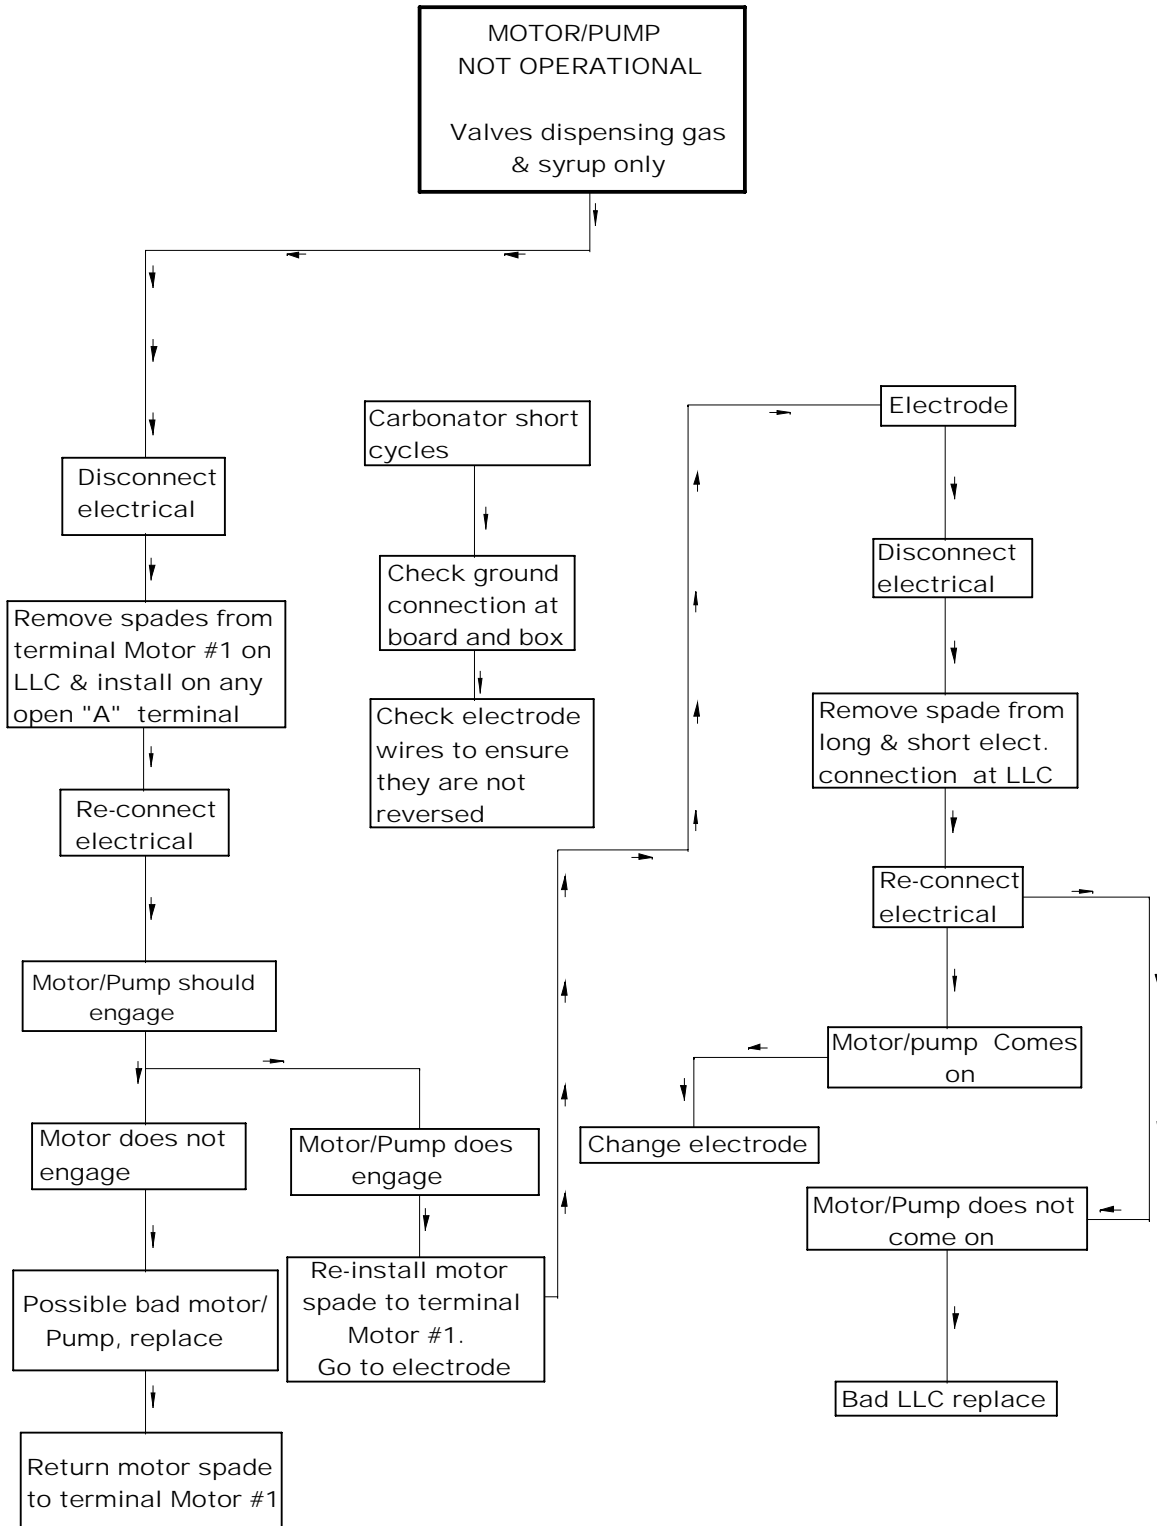 MOTOR/PUMP
NOT OPERATIONAL
Valves dispensing gas
& syrup only
Disconnect
electrical
Remove spades from
terminal Motor #1 on
LLC & install on any
open "A" terminal
Re-connect
electrical
Motor/Pump should
engage
Motor does not
engage
Possible bad motor/
Pump, replace
Return motor spade
to terminal Motor #1
Motor/Pump does
engage
Re-install motor
spade to terminal
Motor #1.
Go to electrode
Carbonator short
cycles
Check ground
connection at
board and box
Check electrode
wires to ensure
they are not
reversed
Electrode
Disconnect
electrical
Remove spade from
long & short elect.
connection at LLC
Re-connect
electrical
Motor/pump Comes
on
Change electrode
Motor/Pump does not
come on
Bad LLC replace